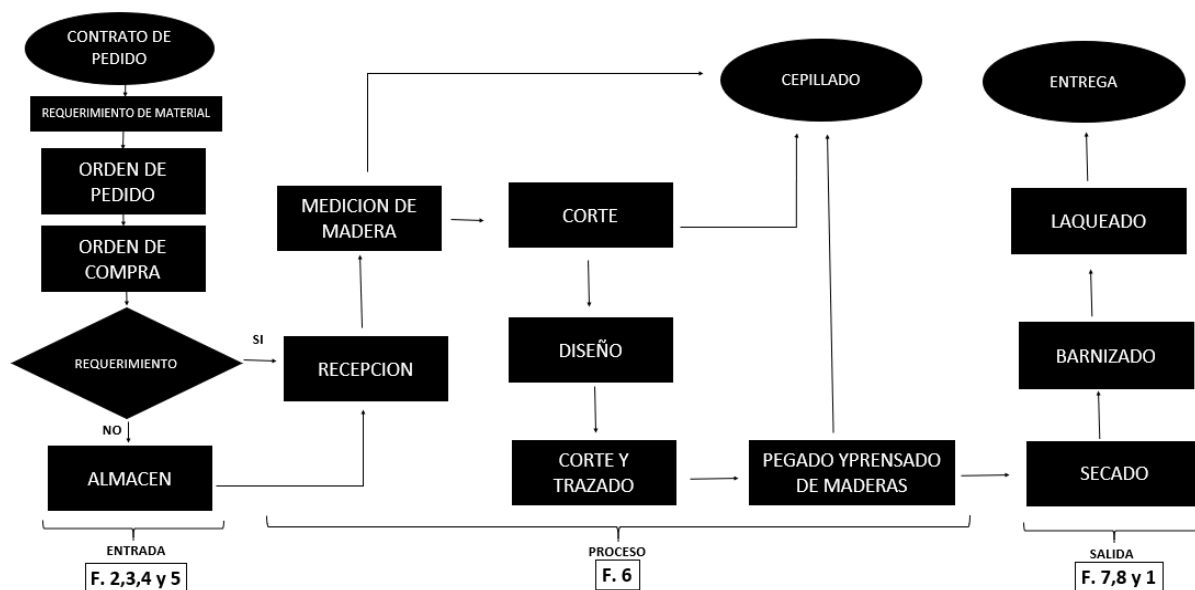 CONTRATO DE
PEDIDO
REQUERIMIENTO DE MATERIAL
ORDEN DE
PEDIDO
ORDEN DE
COMPRA
REQUERIMIENTO
SI
NO
ALMACEN
ENTRADA
F. 2,3,4 y 5
RECEPCION
MEDICION DE
MADERA
CORTE
DISEÑO
CORTE Y
TRAZADO
PEGADO YPRENSADO
DE MADERAS
CEPILLADO
PROCESO
F. 6
SECADO
BARNIZADO
LAQUEADO
ENTREGA
SALIDA
F. 7,8 y 1